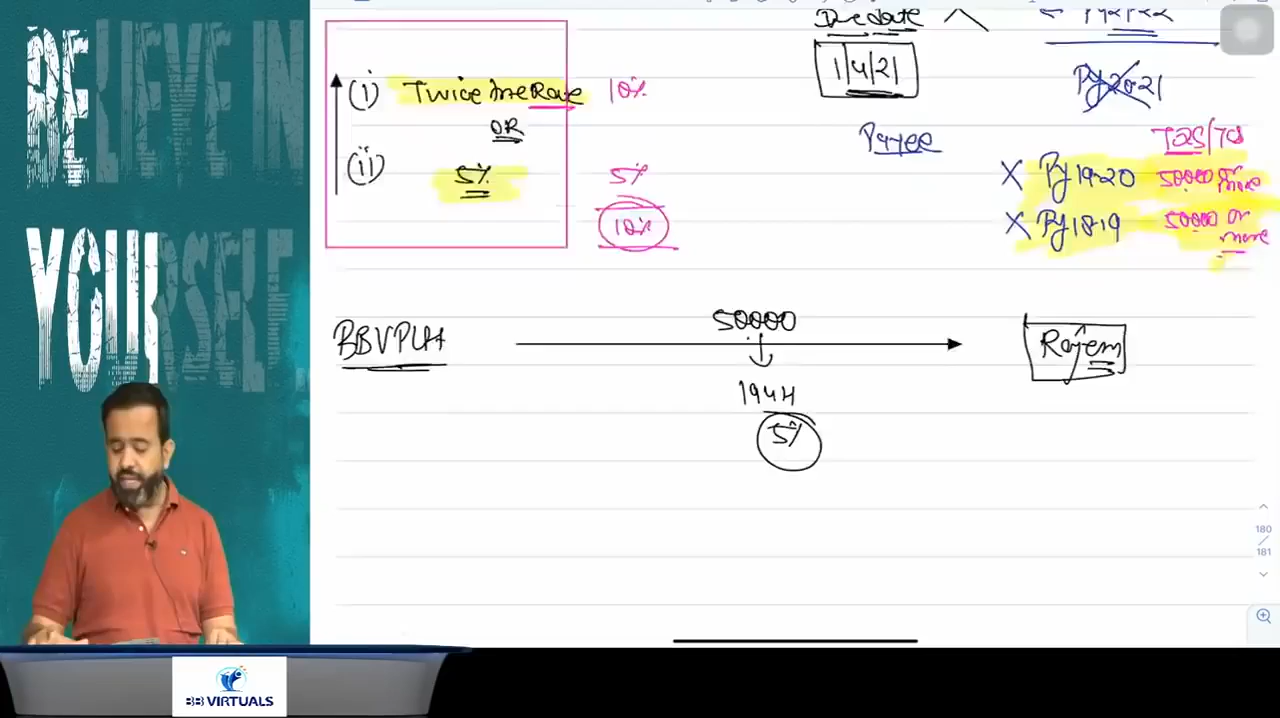 BELIEVE IN
YOURSELF
Due date
1/4/21
(i) Twice the Rate 10%
OR
(ii) 5% 5%
10%
Py 20-21
Payee
TDS/TCS
X Py 19-20 50000 or more
X Py 18-19 50000 or more
BBVPLH
50000
194H
5%
180
/
181
BB VIRTUALS